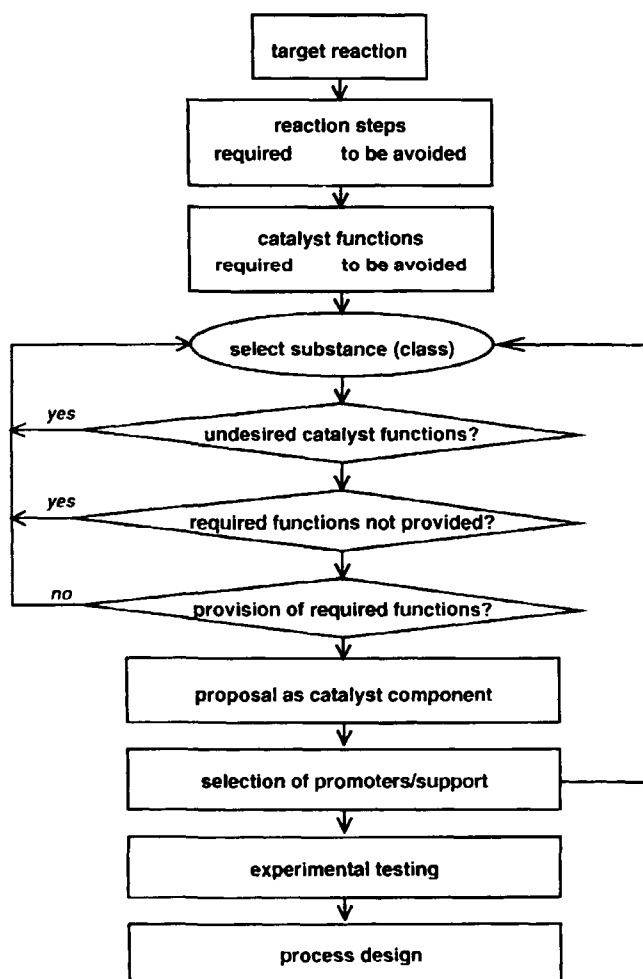 target reaction
reaction steps
required to be avoided
catalyst functions
required to be avoided
select substance (class)
yes
undesired catalyst functions?
yes
required functions not provided?
no
provision of required functions?
proposal as catalyst component
selection of promoters/support
experimental testing
process design